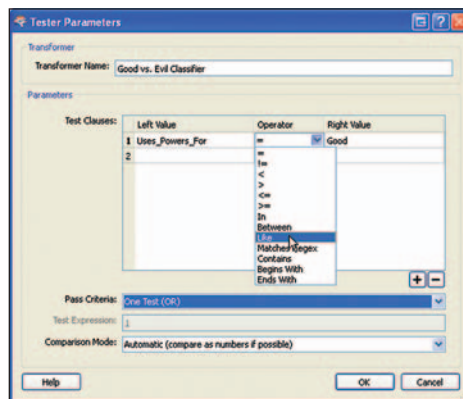 Tester Parameters
Transformer
Transformer Name: Good vs. Evil Classifier
Parameters
Test Clauses:
Left Value Operator Right Value
1 Uses_Powers_For = Good
2
=
!=
<
>
<=
>=
In
Between
Like
Matches Regex
Contains
Begins With
Ends With
Pass Criteria: One Test (OR)
Test Expression: 1
Comparison Mode: Automatic (compare as numbers if possible)
Help OK Cancel